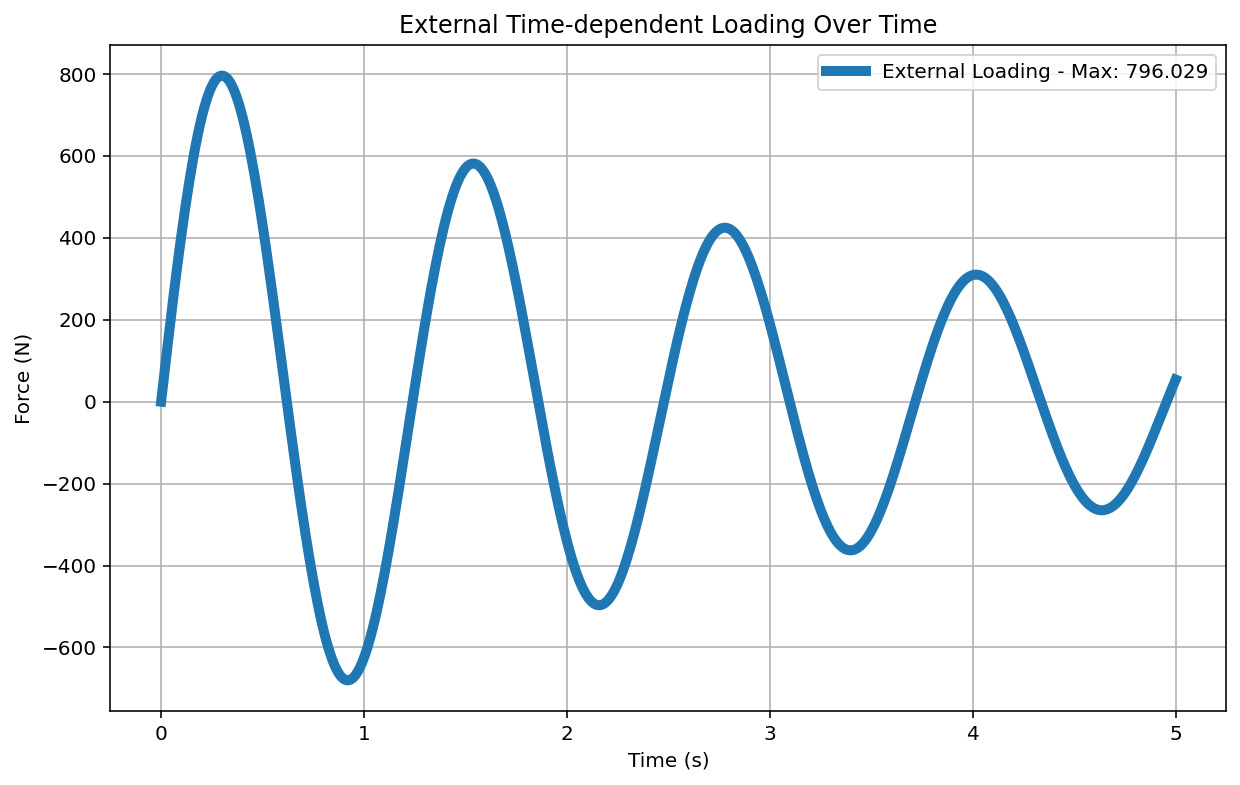 External Time-dependent Loading Over Time
External Loading - Max: 796.029
800
600
400
200
0
−200
−400
−600
Force (N)
0 1 2 3 4 5
Time (s)